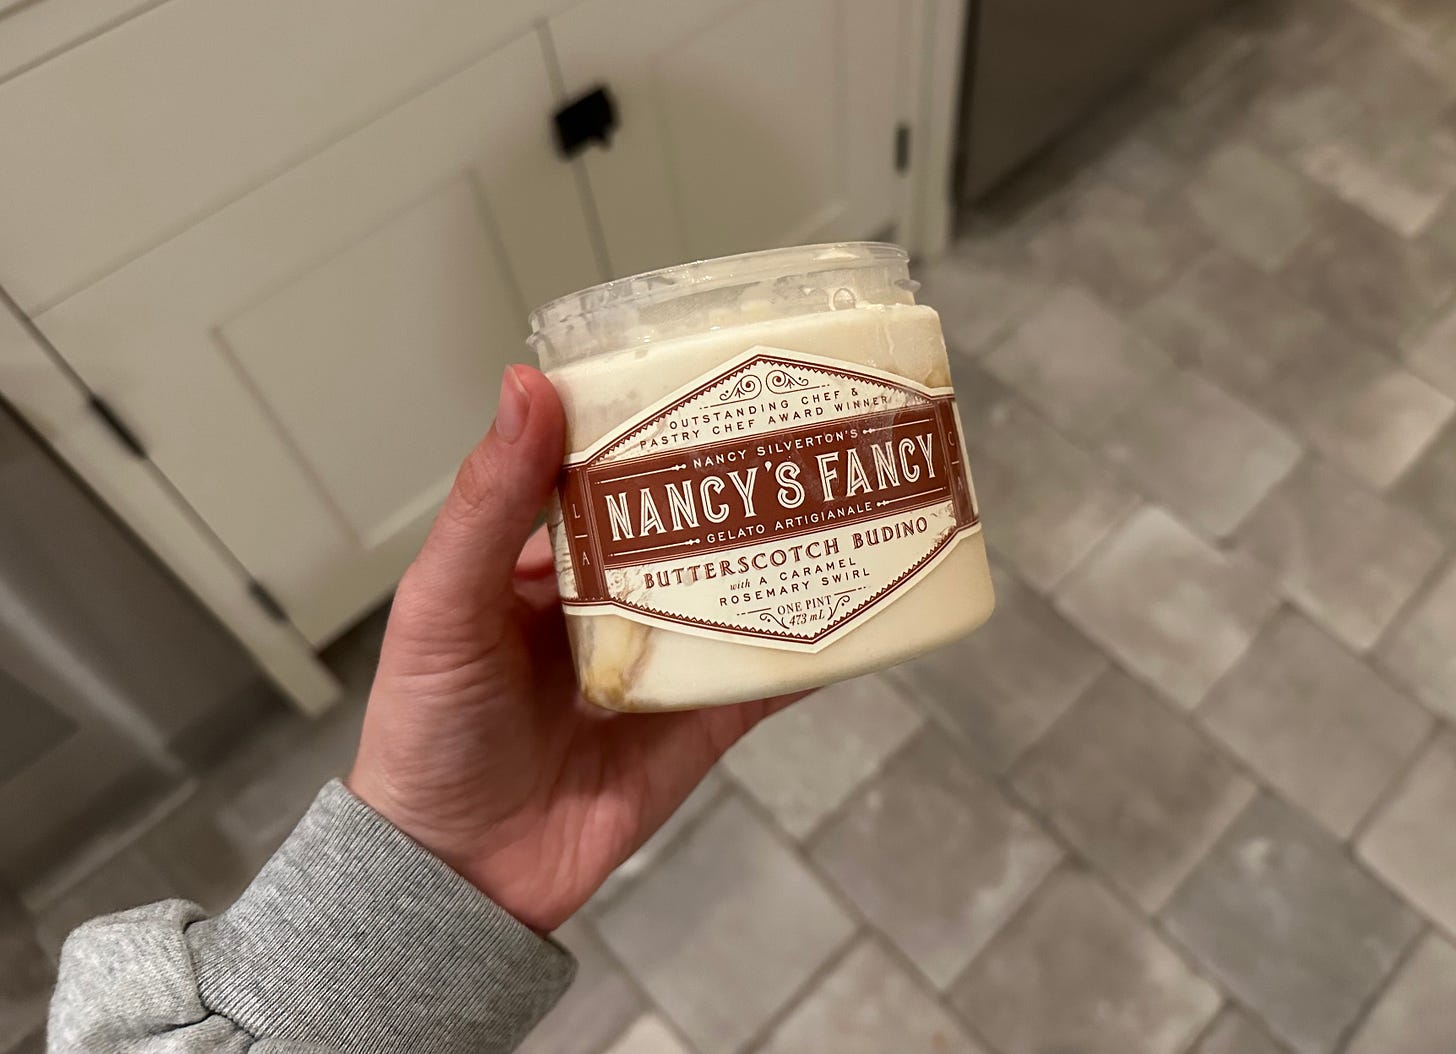 OUTSTANDING CHEF &
PASTRY CHEF AWARD WINNER
NANCY SILVERTON'S
NANCY'S FANCY
GELATO ARTIGIANALE
BUTTERSCOTCH BUDINO
with A CARAMEL
ROSEMARY SWIRL
ONE PINT
473 mL
L
A
C